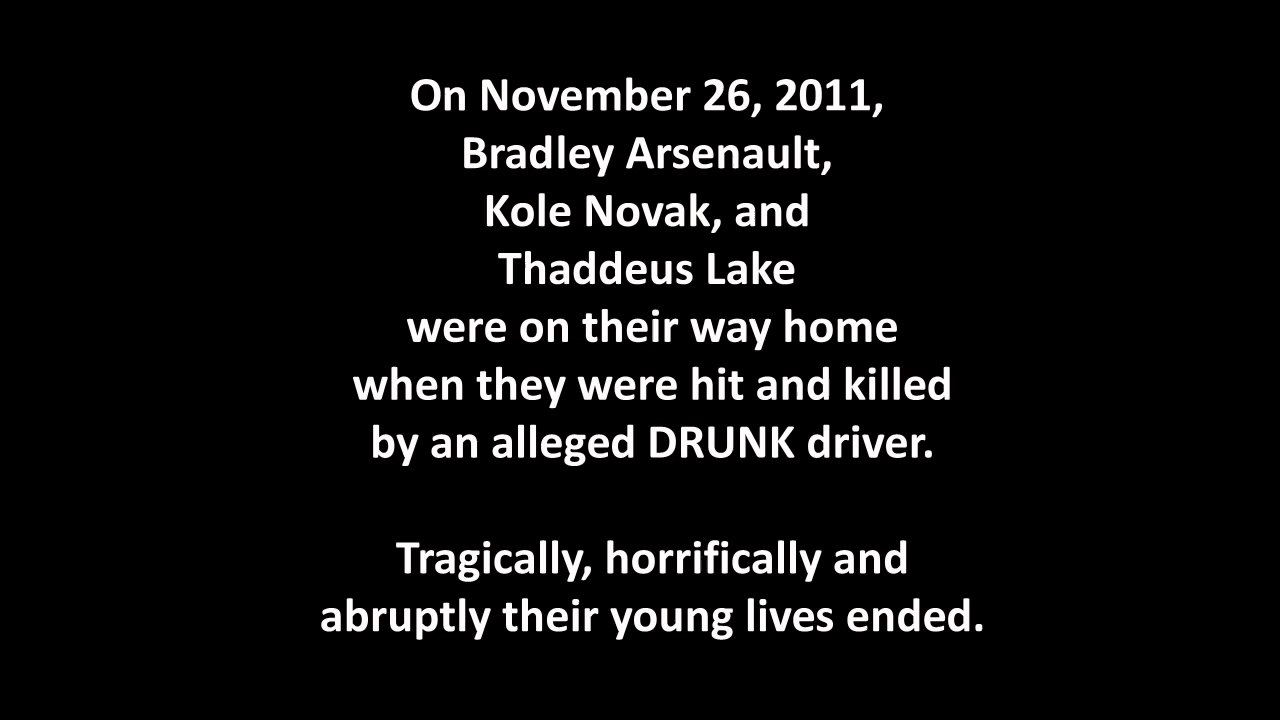 On November 26, 2011,
Bradley Arsenault,
Kole Novak, and
Thaddeus Lake
were on their way home
when they were hit and killed
by an alleged DRUNK driver.
Tragically, horrifically and
abruptly their young lives ended.